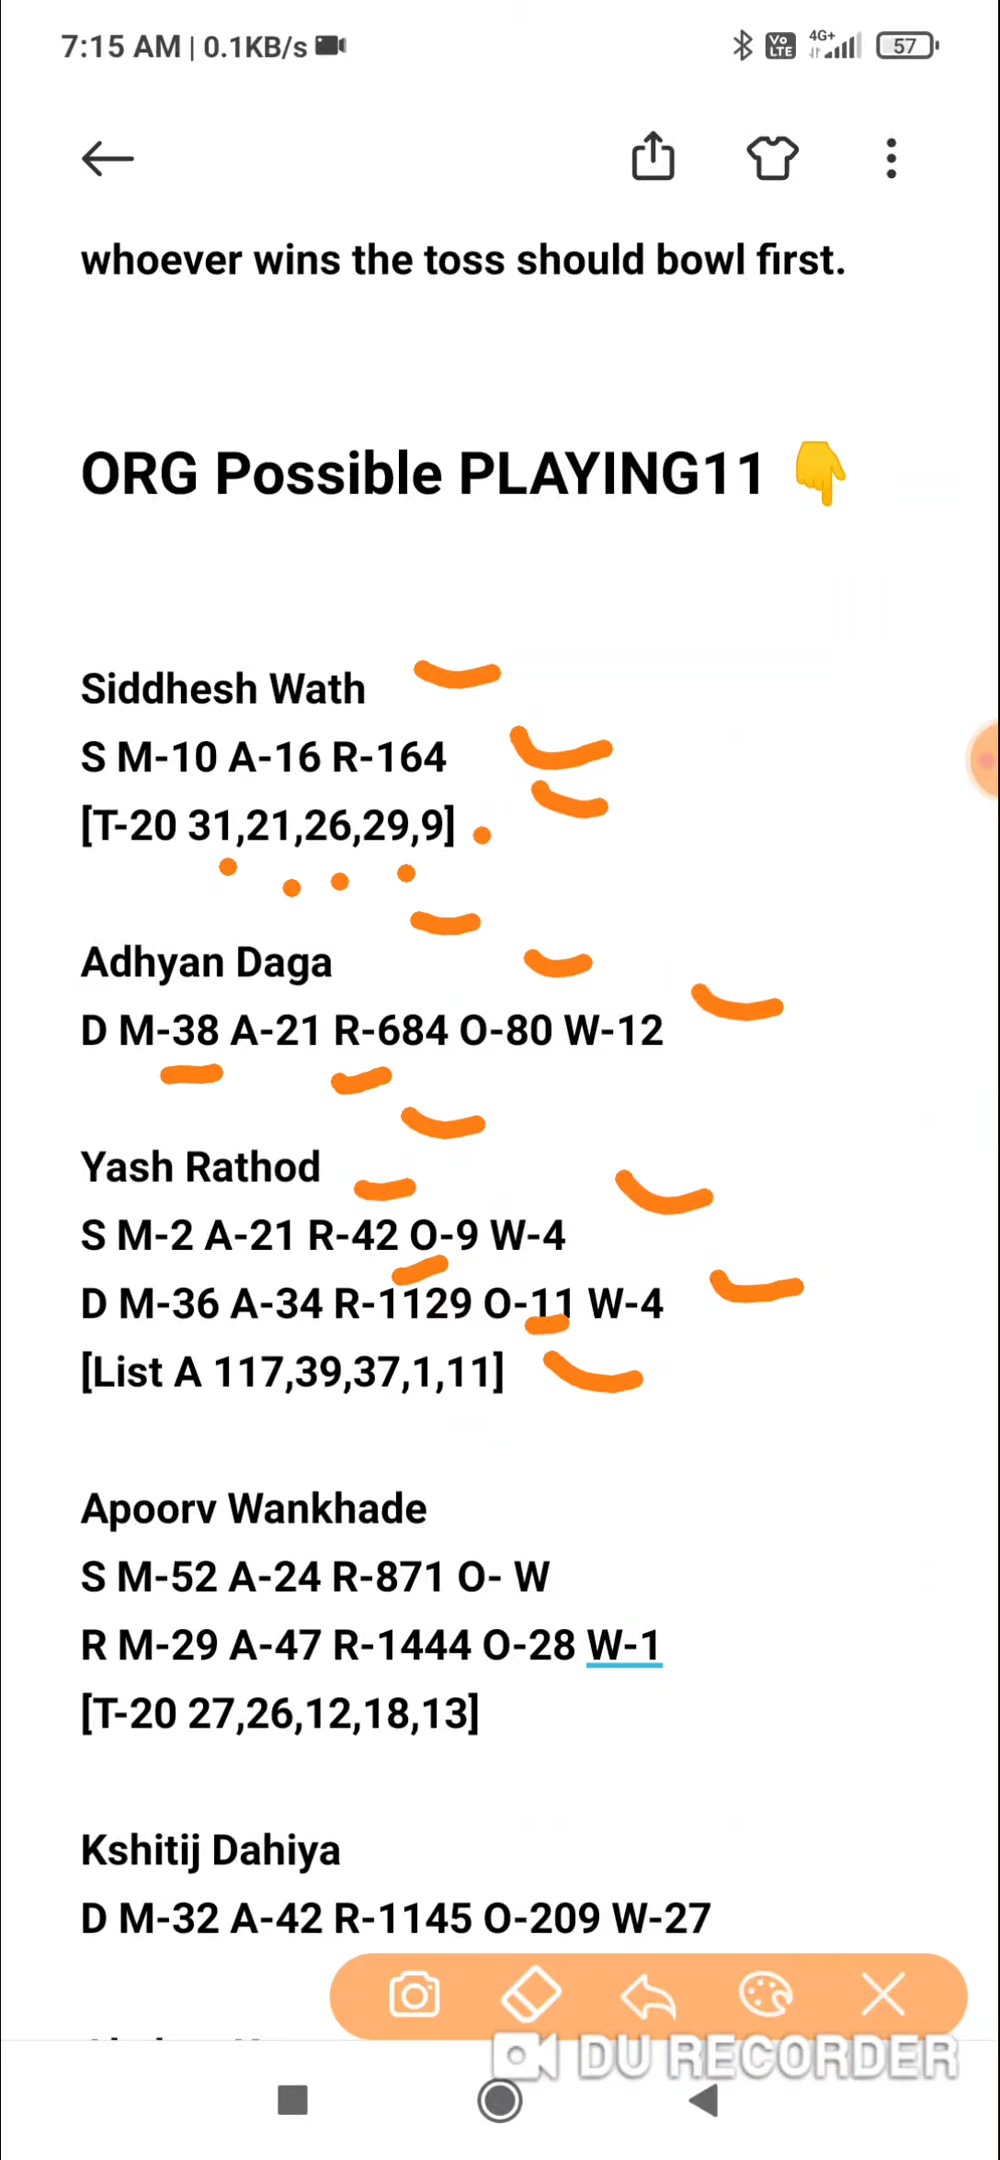 7:15 AM | 0.1KB/s
Vo LTE 4G+ 57
whoever wins the toss should bowl first.
ORG Possible PLAYING11 👇
Siddhesh Wath
S M-10 A-16 R-164
[T-20 31,21,26,29,9]
Adhyan Daga
D M-38 A-21 R-684 O-80 W-12
Yash Rathod
S M-2 A-21 R-42 O-9 W-4
D M-36 A-34 R-1129 O-11 W-4
[List A 117,39,37,1,11]
Apoorv Wankhade
S M-52 A-24 R-871 O- W
R M-29 A-47 R-1444 O-28 W-1
[T-20 27,26,12,18,13]
Kshitij Dahiya
D M-32 A-42 R-1145 O-209 W-27
DU RECORDER